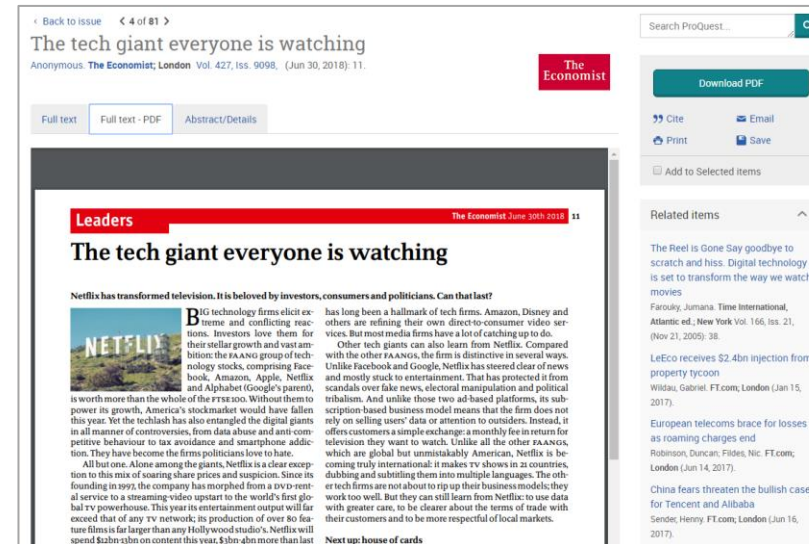 Back to issue < 4 of 81 >
The tech giant everyone is watching
Anonymous. The Economist; London Vol. 427, Iss. 9098, (Jun 30, 2018): 11.
The
Economist
Full text
Full text - PDF
Abstract/Details
Leaders
The Economist June 30th 2018 11
The tech giant everyone is watching
Netflix has transformed television. It is beloved by investors, consumers and politicians. Can that last?
NETFLIX
BIG technology firms elicit ex-
treme and conflicting reac-
tions. Investors love them for
their stellar growth and vast am-
bition: the FAANG group of tech-
nology stocks, comprising Face-
book, Amazon, Apple, Netflix
and Alphabet (Google's parent),
is worth more than the whole of the FTSE100. Without them to
power its growth, America's stockmarket would have fallen
this year. Yet the techlash has also entangled the digital giants
in all manner of controversies, from data abuse and anti-com-
petitive behaviour to tax avoidance and smartphone addic-
tion. They have become the firms politicians love to hate.
All but one. Alone among the giants, Netflix is a clear excep-
tion to this mix of soaring share prices and suspicion. Since its
founding in 1997, the company has morphed from a DVD-rent-
al service to a streaming-video upstart to the world's first glo-
bal TV powerhouse. This year its entertainment output will far
exceed that of any TV network; its production of over 80 fea-
ture films is far larger than any Hollywood studio's. Netflix will
spend $12bn-13bn on content this year, $3bn-4bn more than last
has long been a hallmark of tech firms. Amazon, Disney and
others are refining their own direct-to-consumer video ser-
vices. But most media firms have a lot of catching up to do.
Other tech giants can also learn from Netflix. Compared
with the other FAANGs, the firm is distinctive in several ways.
Unlike Facebook and Google, Netflix has steered clear of news
and mostly stuck to entertainment. That has protected it from
scandals over fake news, electoral manipulation and political
tribalism. And unlike those two ad-based platforms, its sub-
scription-based business model means that the firm does not
rely on selling users' data or attention to outsiders. Instead, it
offers customers a simple exchange: a monthly fee in return for
television they want to watch. Unlike all the other FAANGs,
which are global but unmistakably American, Netflix is be-
coming truly international: it makes TV shows in 21 countries,
dubbing and subtitling them into multiple languages. The oth-
er tech firms are not about to rip up their business models; they
work too well. But they can still learn from Netflix: to use data
with greater care, to be clearer about the terms of trade with
their customers and to be more respectful of local markets.
Next up: house of cards
Search ProQuest...
Download PDF
Cite
Email
Print
Save
Add to Selected items
Related items
The Reel is Gone Say goodbye to
scratch and hiss. Digital technology
is set to transform the way we watch
movies
Farouky, Jumana. Time International,
Atlantic ed.; New York Vol. 166, Iss. 21,
(Nov 21, 2005): 38.
LeEco receives $2.4bn injection from
property tycoon
Wildau, Gabriel. FT.com; London (Jan 15,
2017).
European telecoms brace for losses
as roaming charges end
Robinson, Duncan; Fildes, Nic. FT.com;
London (Jun 14, 2017).
China fears threaten the bullish case
for Tencent and Alibaba
Sender, Henny. FT.com; London (Jun 16,
2017).